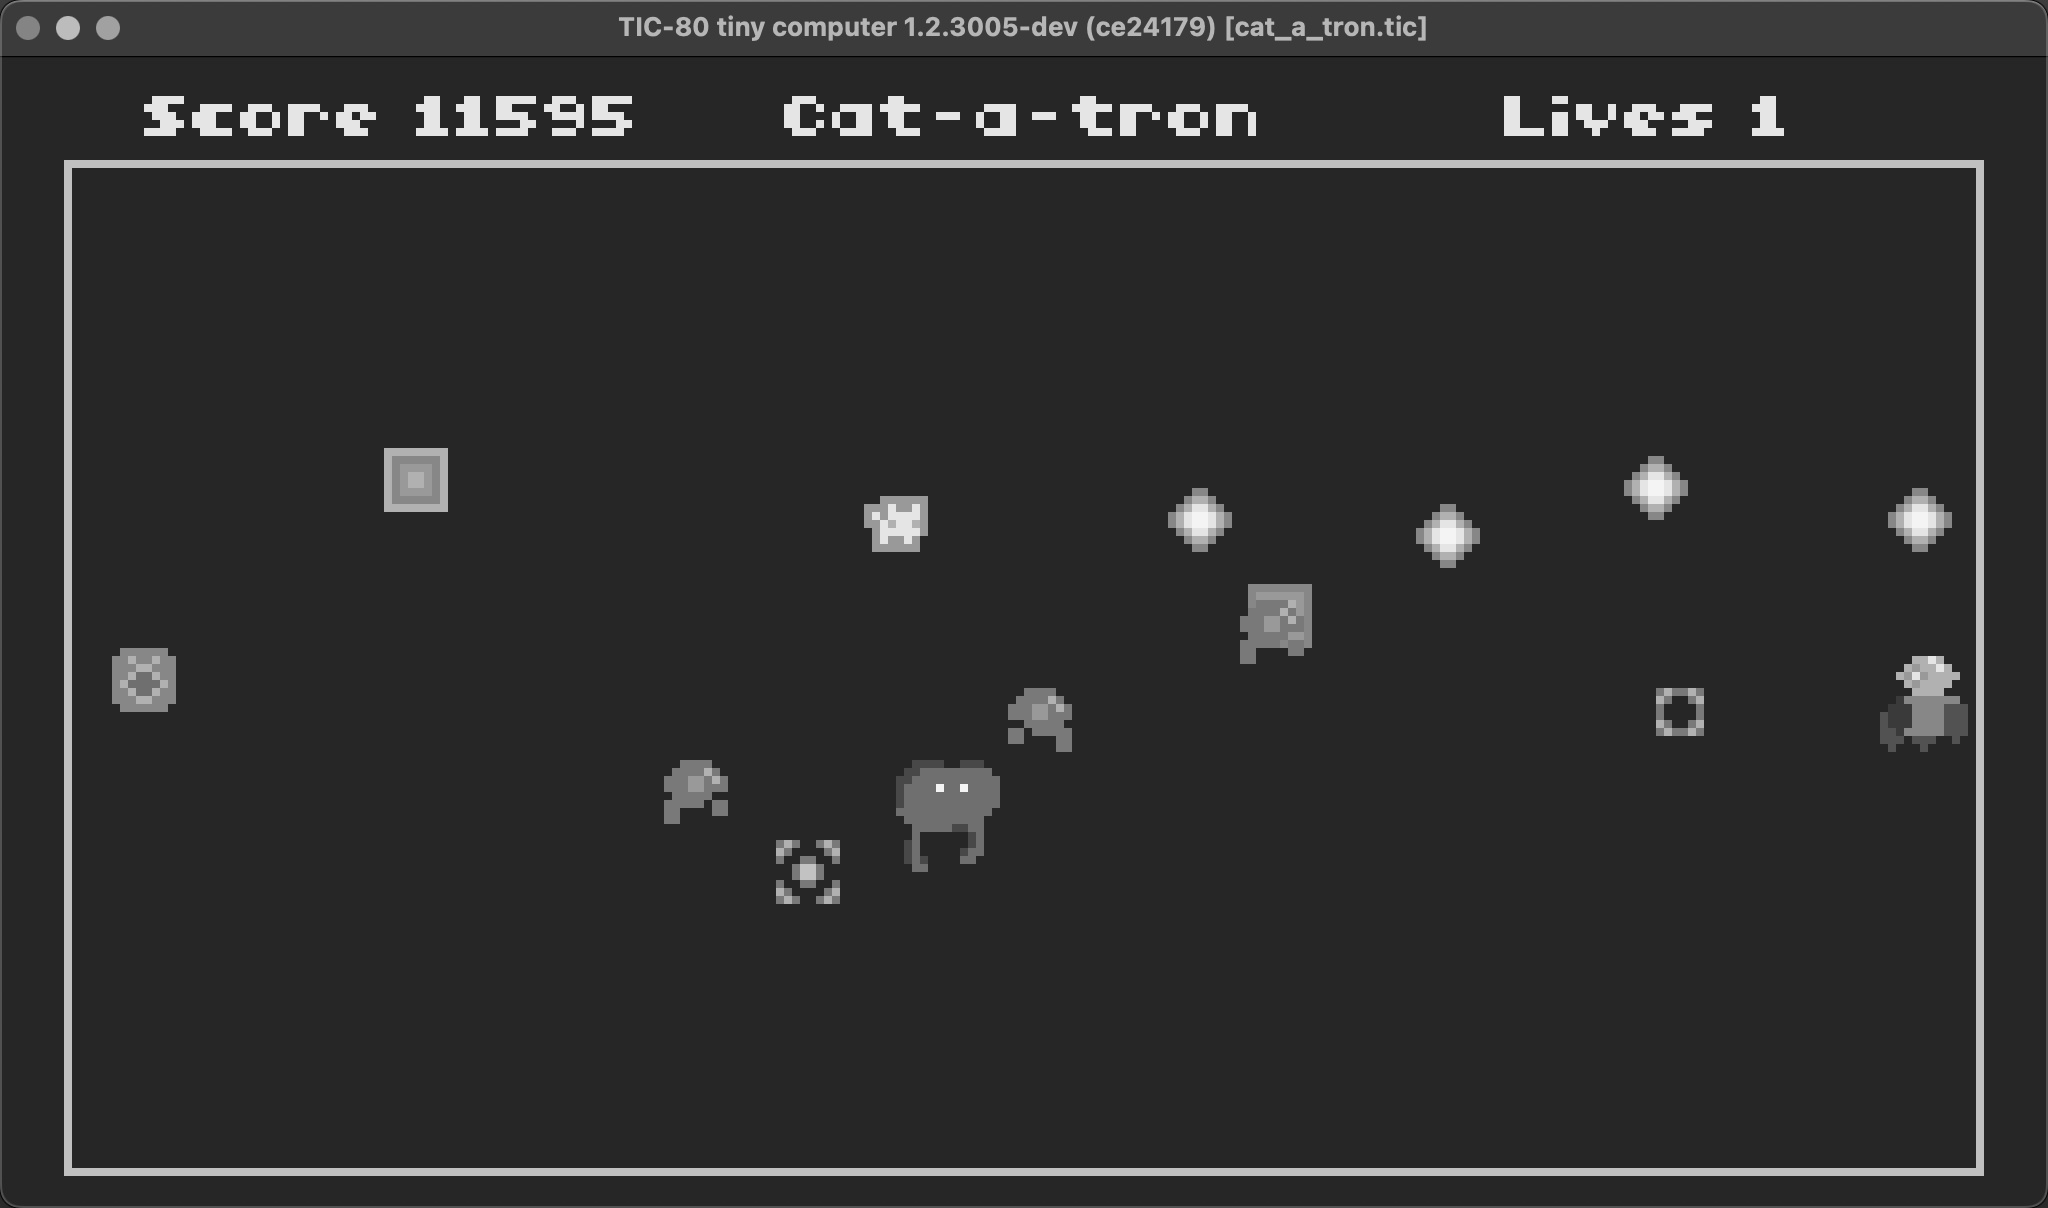 TIC-80 tiny computer 1.2.3005-dev (ce24179) [cat_a_tron.tic]
Score 11595 Cat-a-tron Lives 1